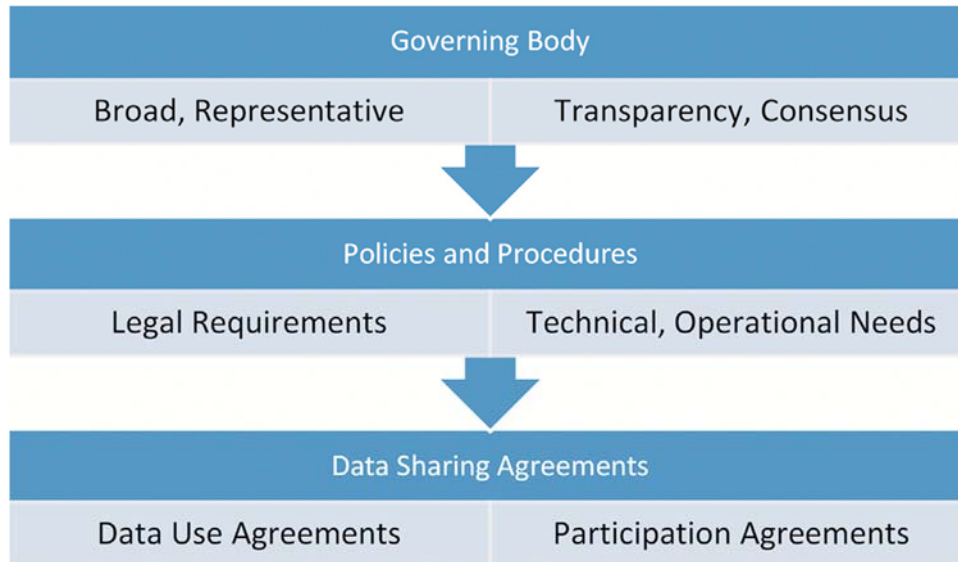 Governing Body
Broad, Representative
Transparency, Consensus
Policies and Procedures
Legal Requirements
Technical, Operational Needs
Data Sharing Agreements
Data Use Agreements
Participation Agreements